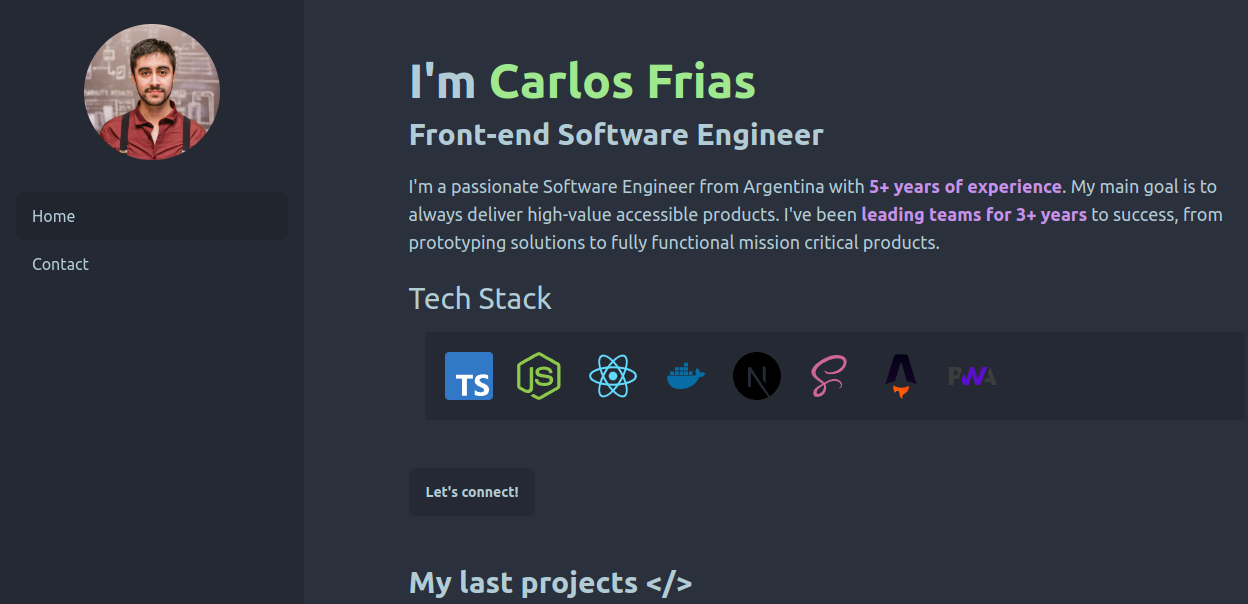 Home
Contact
I'm Carlos Frias
Front-end Software Engineer
I'm a passionate Software Engineer from Argentina with 5+ years of experience. My main goal is to
always deliver high-value accessible products. I've been leading teams for 3+ years to success, from
prototyping solutions to fully functional mission critical products.
Tech Stack
TS
JS
N
PWA
Let's connect!
My last projects </>